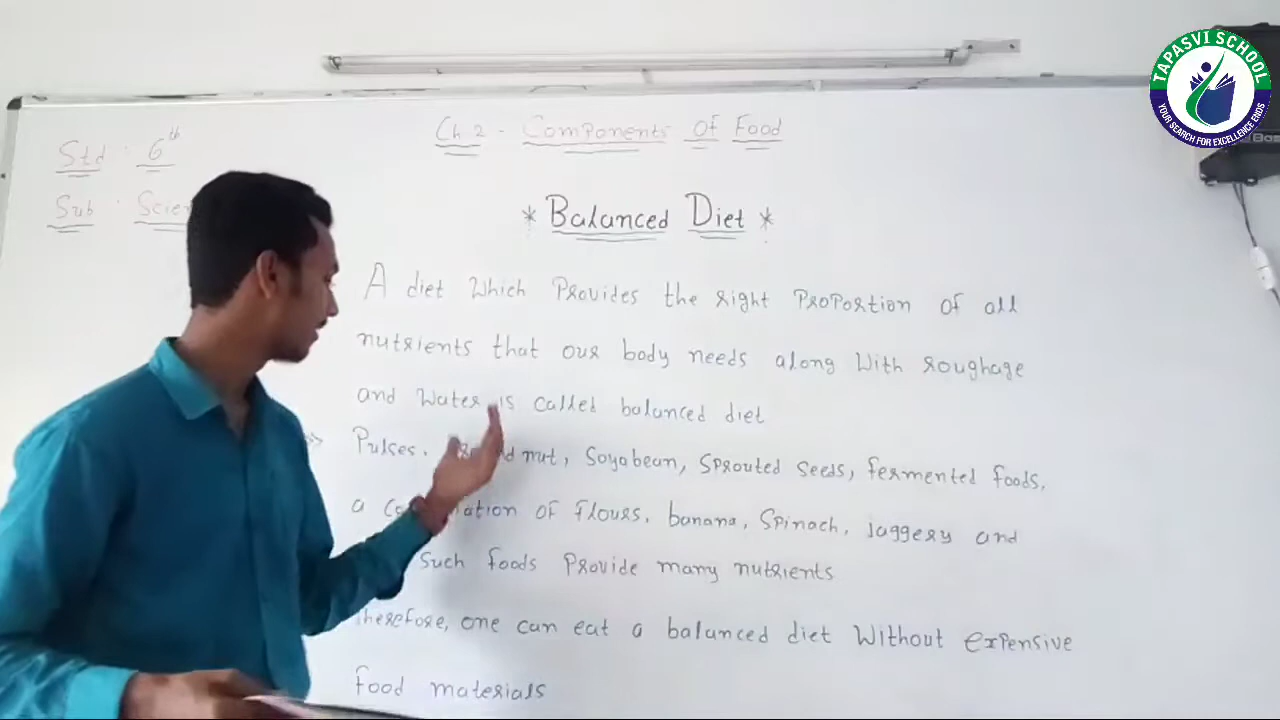 TAPASVI SCHOOL
YOUR SEARCH FOR EXCELLENCE ENDS
Ch 2 - Components Of Food
Std : 6th
Sub :
* Balanced Diet *
A diet Which Provides the right Proportion of all
nutrients that our body needs along With roughage
and Water is called balanced diet
Pulses, nut, Soyabean, Sprouted Seeds, fermented foods,
a of flours, banana, Spinach, Jaggery and
Such foods Provide many nutrients
Therefore, one can eat a balanced diet Without expensive
food materials